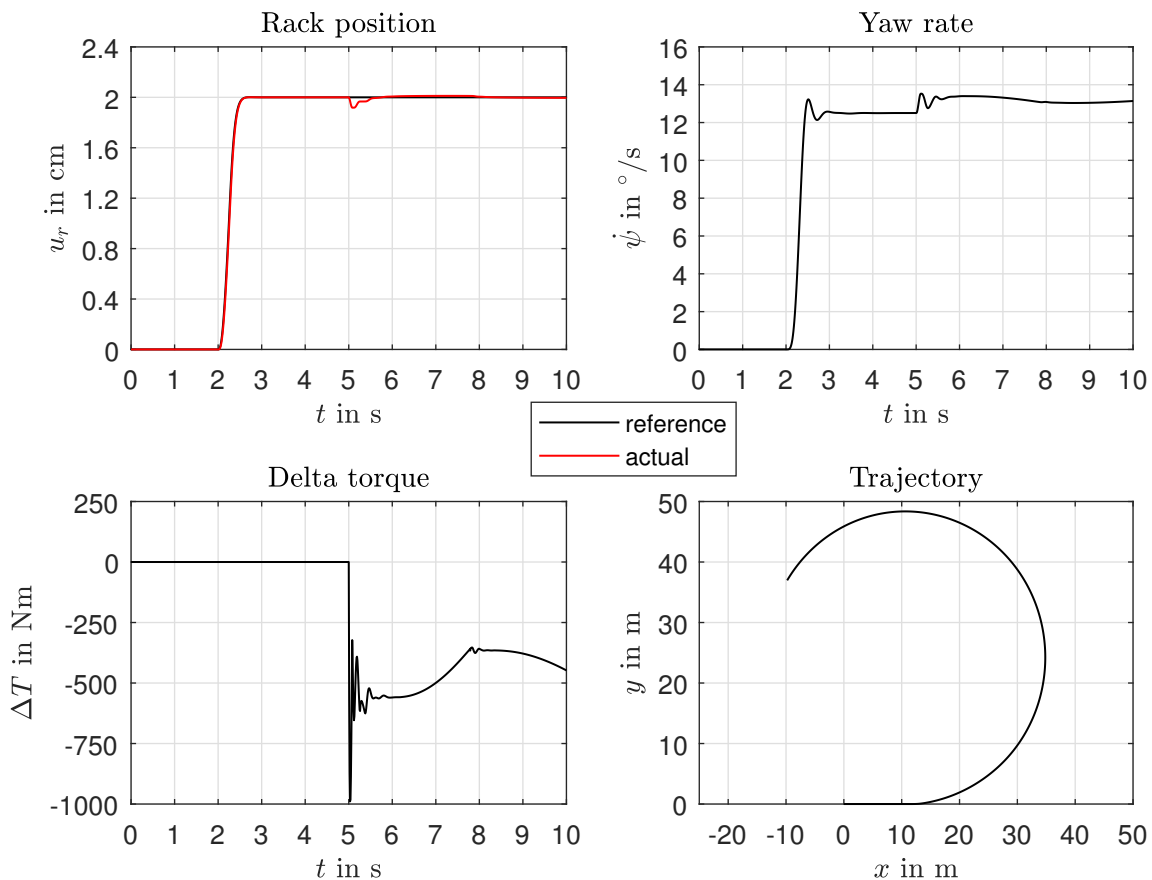 Rack position
2.4
2
1.6
1.2
0.8
0.4
0
u_r in cm
0 1 2 3 4 5 6 7 8 9 10
t in s
Yaw rate
16
14
12
10
8
6
4
2
0
ψ̇ in °/s
0 1 2 3 4 5 6 7 8 9 10
t in s
reference
actual
Delta torque
250
0
-250
-500
-750
-1000
ΔT in Nm
0 1 2 3 4 5 6 7 8 9 10
t in s
Trajectory
50
40
30
20
10
0
y in m
-20 -10 0 10 20 30 40 50
x in m